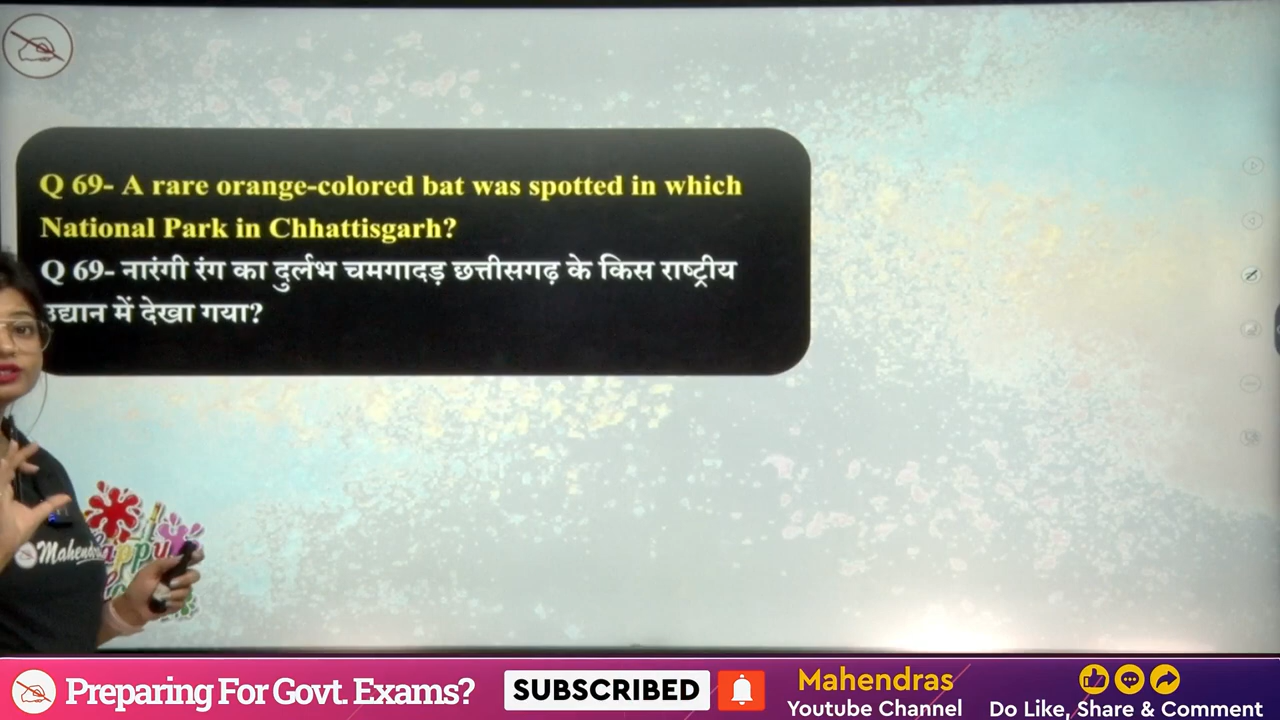 Q 69- A rare orange-colored bat was spotted in which
National Park in Chhattisgarh?
Q 69- नारंगी रंग का दुर्लभ चमगादड़ छत्तीसगढ़ के किस राष्ट्रीय
उद्यान में देखा गया?
Mahendras
Preparing For Govt. Exams?
SUBSCRIBED
Mahendras
Youtube Channel
Do Like, Share & Comment